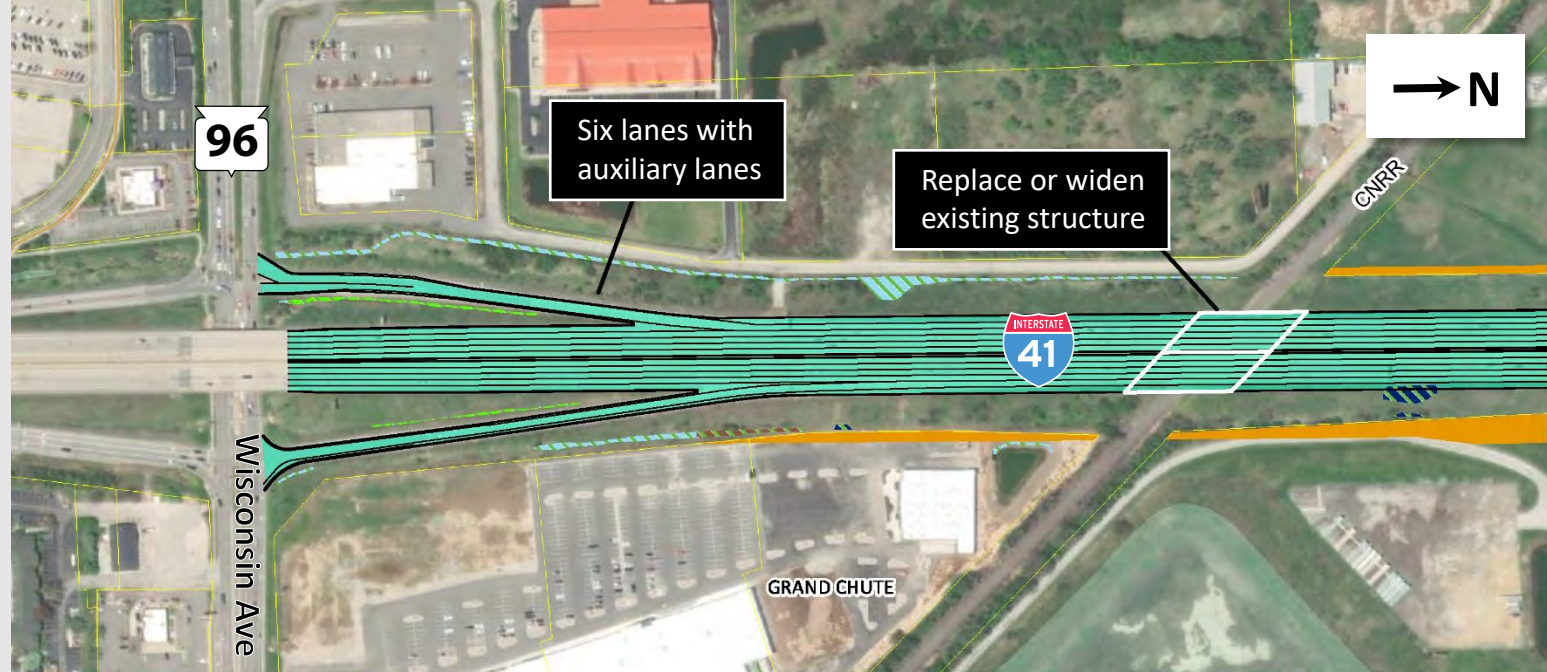 96
Six lanes with
auxiliary lanes
Replace or widen
existing structure
N
CNRR
INTERSTATE
41
Wisconsin Ave
GRAND CHUTE